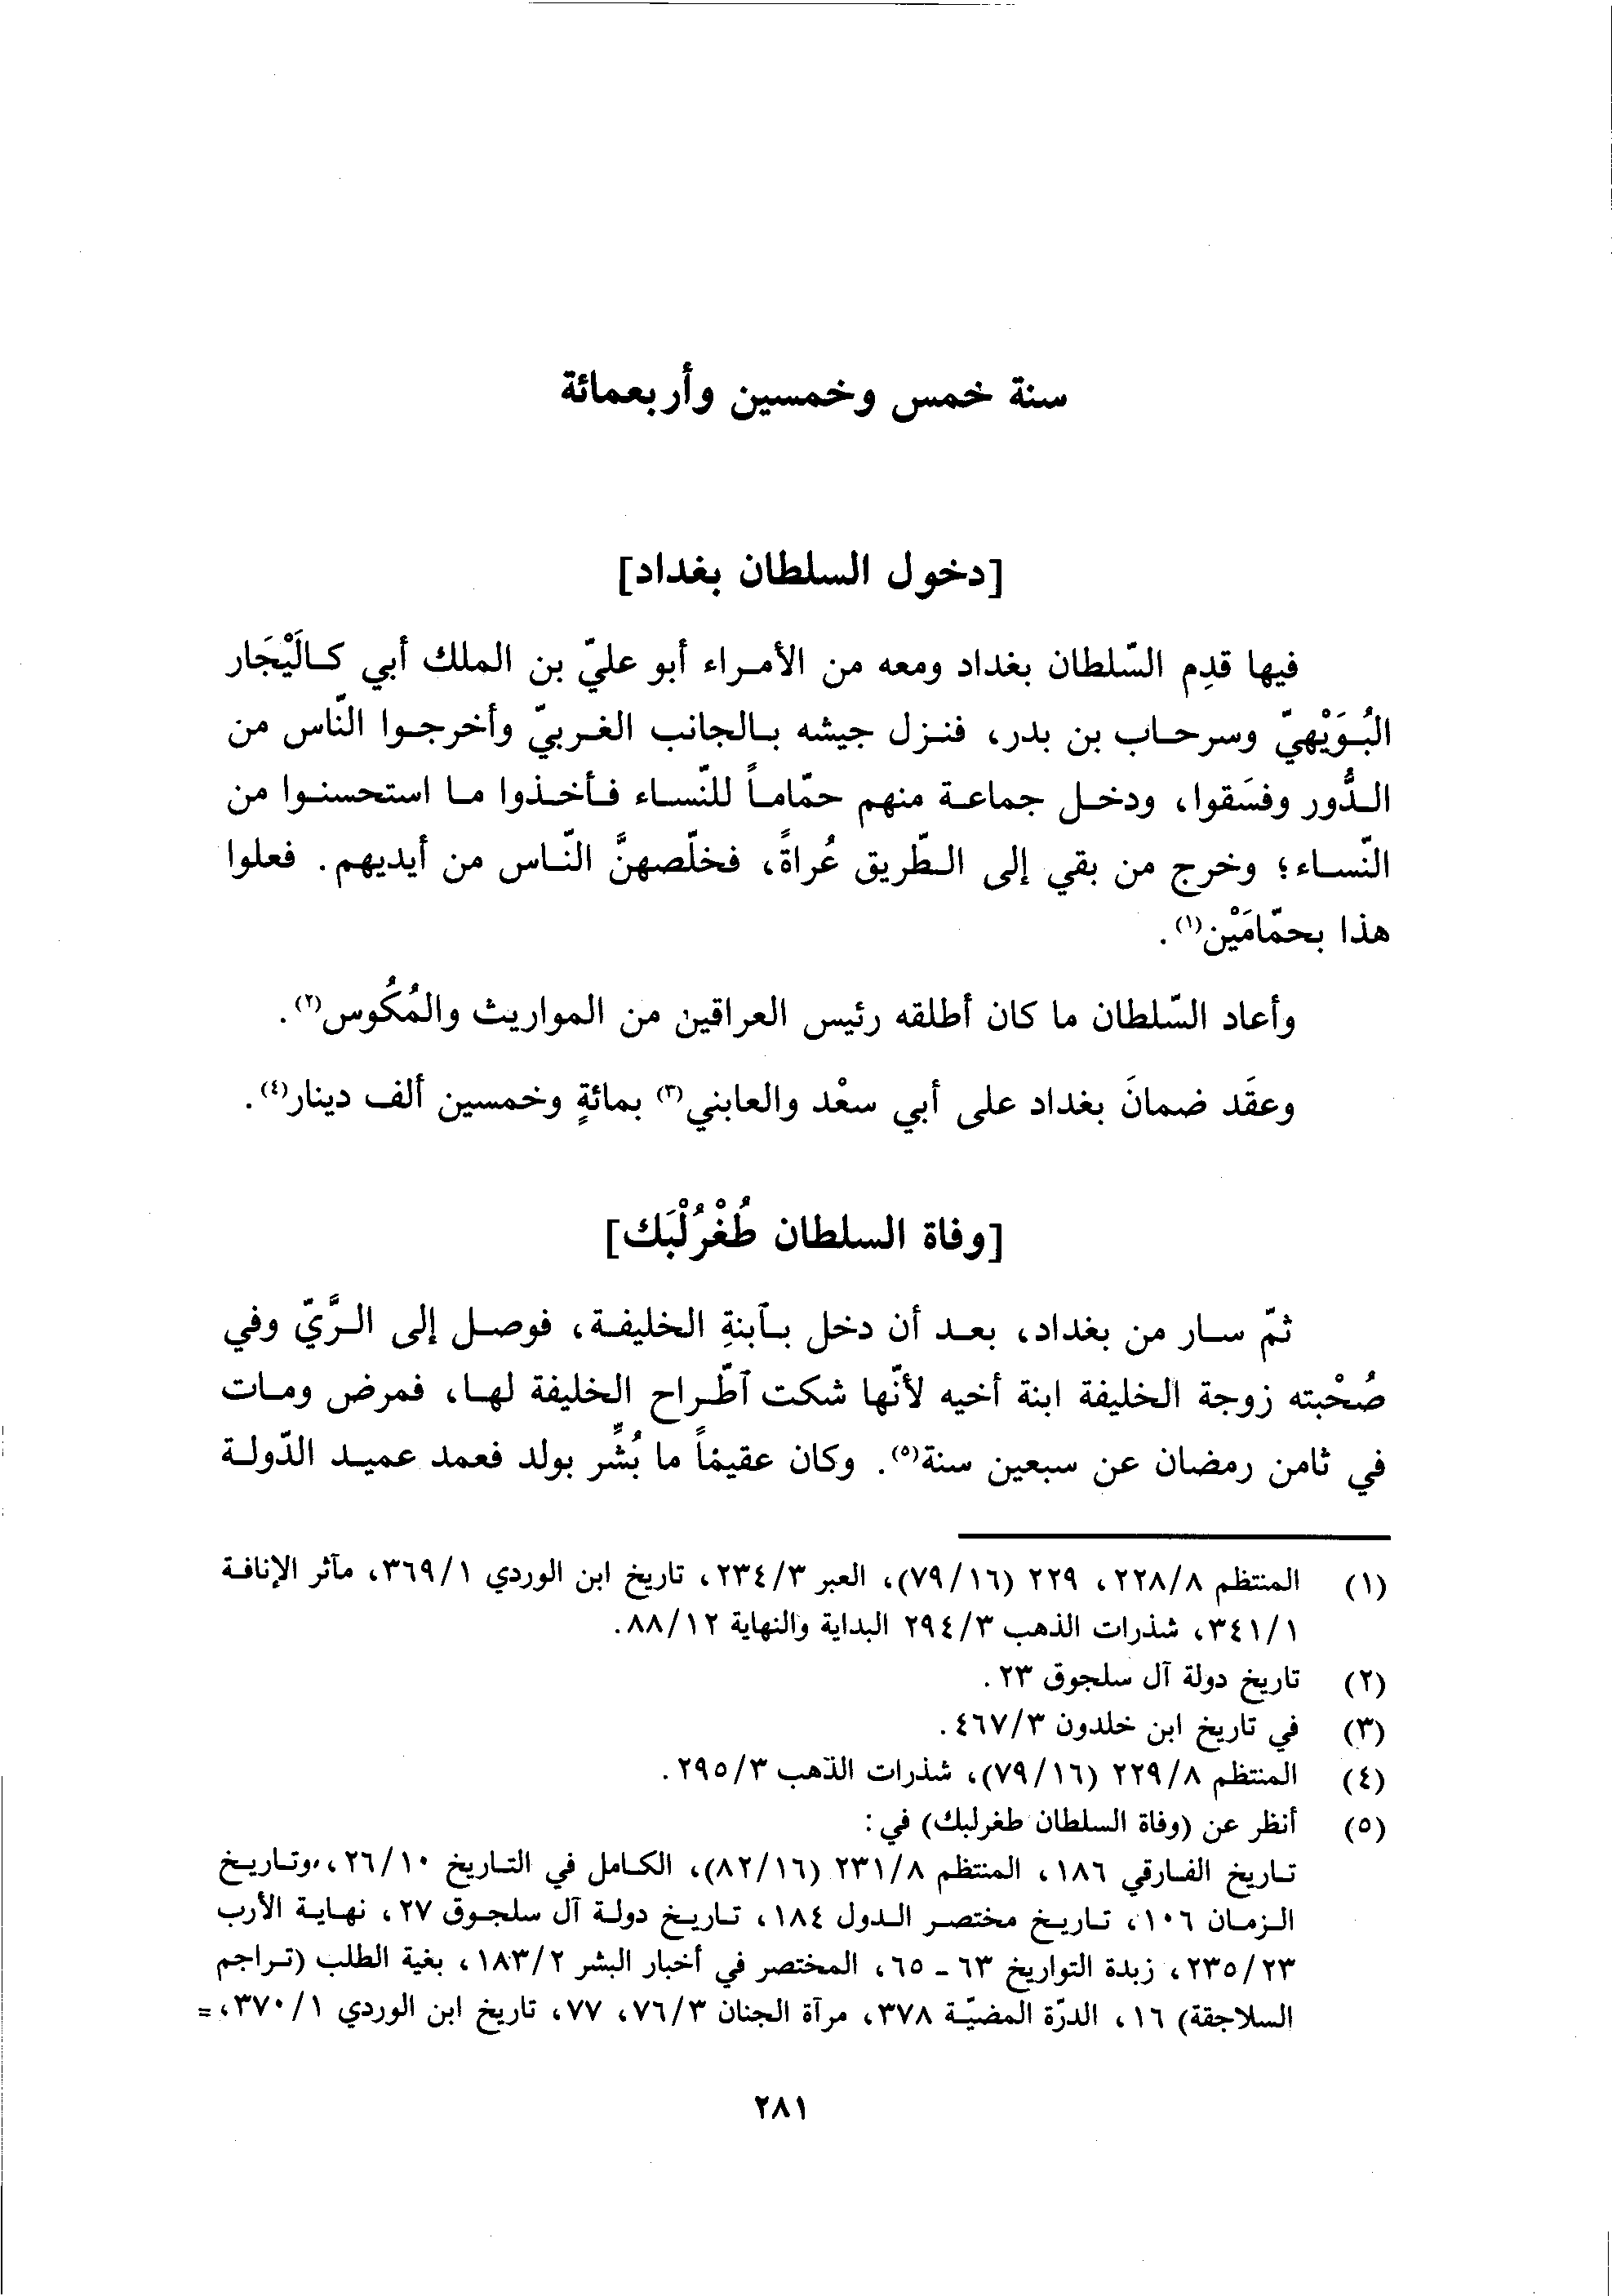 سنة خمس وخمسين وأربعمائة
[دخول السلطان بغداد]
فيها قدِم السّلطان بغداد ومعه من الأمراء أبو عليّ بن الملك أبي كالَيْجَار
البُوَيْهيّ وسرحاب بن بدر، فنزل جيشه بالجانب الغربيّ وأخرجوا النّاس من
الدُّور وفسَقوا، ودخل جماعة منهم حمّاماً للنّساء فأخذوا ما استحسنوا من
النّساء؛ وخرج من بقي إلى الطّريق عُراةً، فخلّصهنَّ النّاس من أيديهم. فعلوا
هذا بحمّامَيْن(١).
وأعاد السّلطان ما كان أطلقه رئيس العراقين من المواريث والمُكُوس(٢).
وعقَد ضمانَ بغداد على أبي سعْد والعابني(٣) بمائةٍ وخمسين ألف دينار(٤).
[وفاة السلطان طُغْرُلْبَك]
ثمّ سار من بغداد، بعد أن دخل بآبنةِ الخليفة، فوصل إلى الرَّيّ وفي
صُحْبته زوجة الخليفة ابنة أخيه لأنّها شكت آطّراح الخليفة لها، فمرض ومات
في ثامن رمضان عن سبعين سنة(٥). وكان عقيمًاً ما بُشِّر بولد فعمد عميد الدّولة
(١) المنتظم ٢٢٨/٨، ٢٢٩ (٧٩/١٦)، العبر ٢٣٤/٣، تاريخ ابن الوردي ٣٦٩/١، مآثر الإنافة
٣٤١/١، شذرات الذهب ٢٩٤/٣ البداية والنهاية ٨٨/١٢.
(٢) تاريخ دولة آل سلجوق ٢٣.
(٣) في تاريخ ابن خلدون ٤٦٧/٣.
(٤) المنتظم ٢٢٩/٨ (٧٩/١٦)، شذرات الذهب ٢٩٥/٣.
(٥) أنظر عن (وفاة السلطان طغرلبك) في:
تاريخ الفارقي ١٨٦، المنتظم ٢٣١/٨ (٨٢/١٦)، الكامل في التاريخ ٢٦/١٠، وتاريخ
الزمان ١٠٦، تاريخ مختصر الدول ١٨٤، تاريخ دولة آل سلجوق ٢٧، نهاية الأرب
٢٣٥/٢٣، زبدة التواريخ ٦٣ - ٦٥، المختصر في أخبار البشر ١٨٣/٢، بغية الطلب (تراجم
السلاجقة) ١٦، الدرّة المضيّة ٣٧٨، مرآة الجنان ٧٦/٣، ٧٧، تاريخ ابن الوردي ٣٧٠/١، =
٢٨١